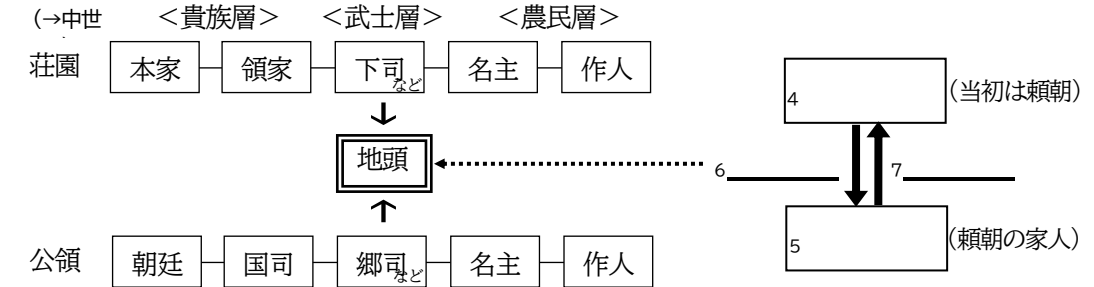 (→中世 <貴族層> <武士層> <農民層>
荘園 本家 領家 下司など 名主 作人
4 (当初は頼朝)
地頭
6 7
5 (頼朝の家人)
公領 朝廷 国司 郷司など 名主 作人